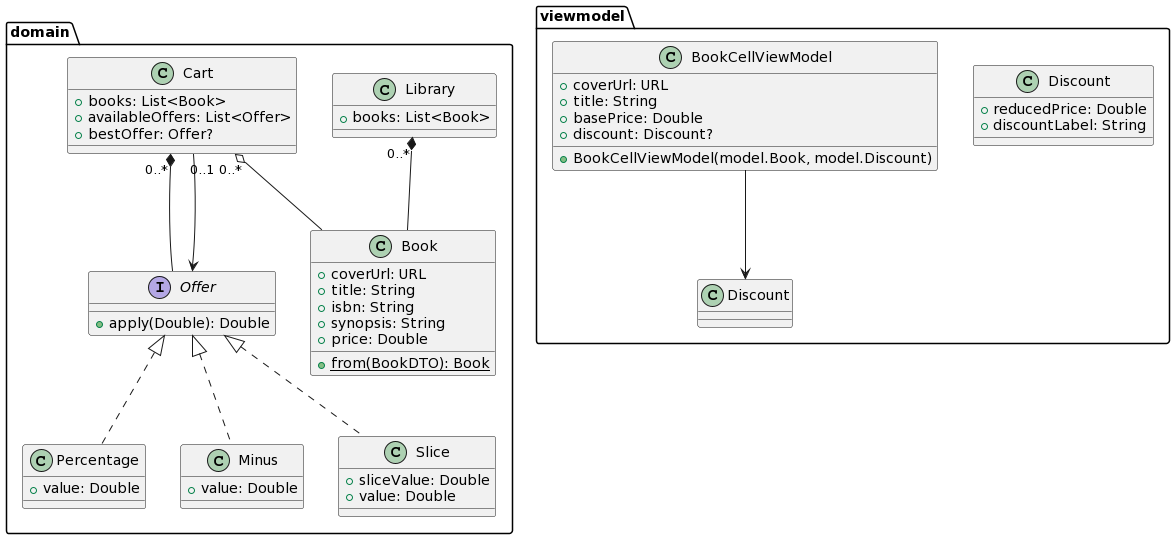 domain
C Cart
books: List<Book>
availableOffers: List<Offer>
bestOffer: Offer?
C Library
books: List<Book>
0..*
0..1
0..*
0..*
C Book
coverUrl: URL
title: String
isbn: String
synopsis: String
price: Double
from(BookDTO): Book
I Offer
apply(Double): Double
C Percentage
value: Double
C Minus
value: Double
C Slice
sliceValue: Double
value: Double
viewmodel
C BookCellViewModel
coverUrl: URL
title: String
basePrice: Double
discount: Discount?
BookCellViewModel(model.Book, model.Discount)
C Discount
reducedPrice: Double
discountLabel: String
C Discount